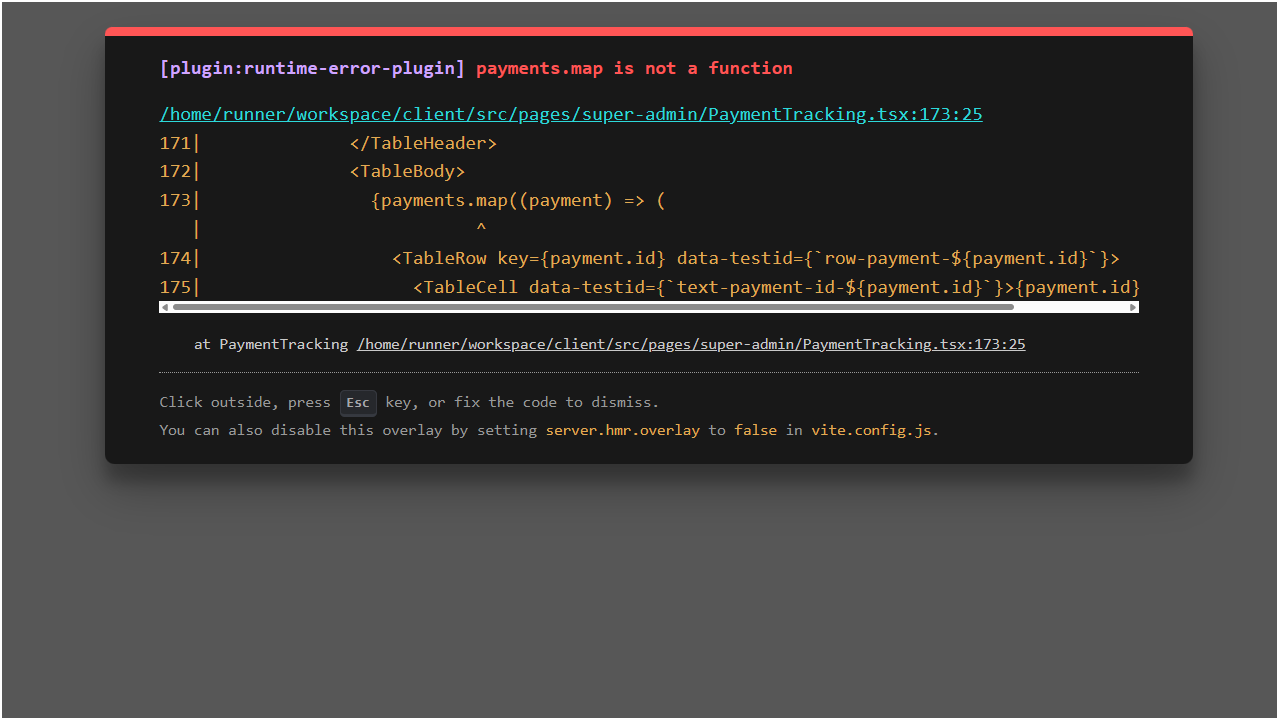 [plugin:runtime-error-plugin] payments.map is not a function
/home/runner/workspace/client/src/pages/super-admin/PaymentTracking.tsx:173:25
171|              </TableHeader>
172|              <TableBody>
173|                {payments.map((payment) => (
   |                          ^
174|                  <TableRow key={payment.id} data-testid={`row-payment-${payment.id}`}>
175|                    <TableCell data-testid={`text-payment-id-${payment.id}`}>{payment.id}
at PaymentTracking /home/runner/workspace/client/src/pages/super-admin/PaymentTracking.tsx:173:25
Click outside, press Esc key, or fix the code to dismiss.
You can also disable this overlay by setting server.hmr.overlay to false in vite.config.js.